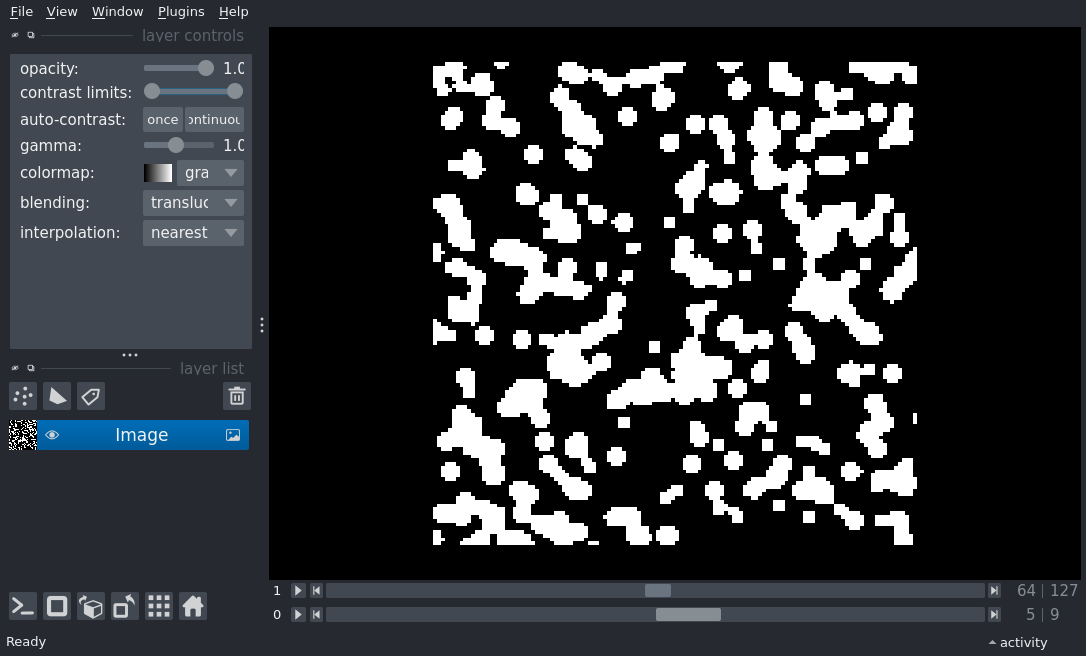 File View Window Plugins Help
layer controls
opacity: 1.0
contrast limits:
auto-contrast: once ontinuou
gamma: 1.0
colormap: gra
blending: transluc
interpolation: nearest
layer list
Image
1 64 127
0 5 9
Ready activity